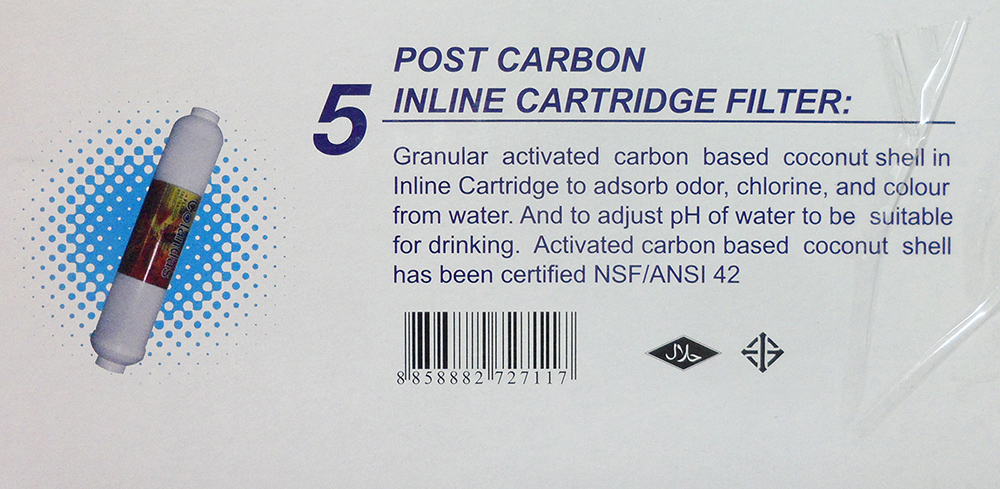 POST CARBON
5 INLINE CARTRIDGE FILTER:
Granular activated carbon based coconut shell in
Inline Cartridge to adsorb odor, chlorine, and colour
from water. And to adjust pH of water to be suitable
for drinking. Activated carbon based coconut shell
has been certified NSF/ANSI 42
colandas
حلال
8 858882 727117